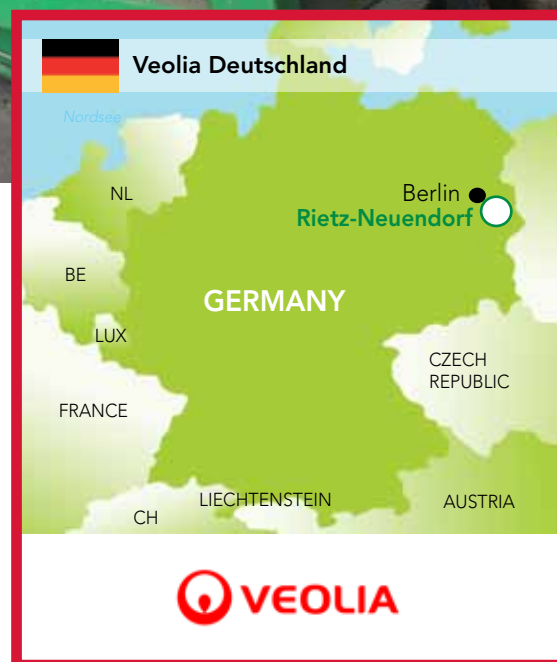 Veolia Deutschland
Nordsee
NL
Berlin
Rietz-Neuendorf
BE
GERMANY
LUX
CZECH
REPUBLIC
FRANCE
LIECHTENSTEIN
AUSTRIA
CH
VEOLIA